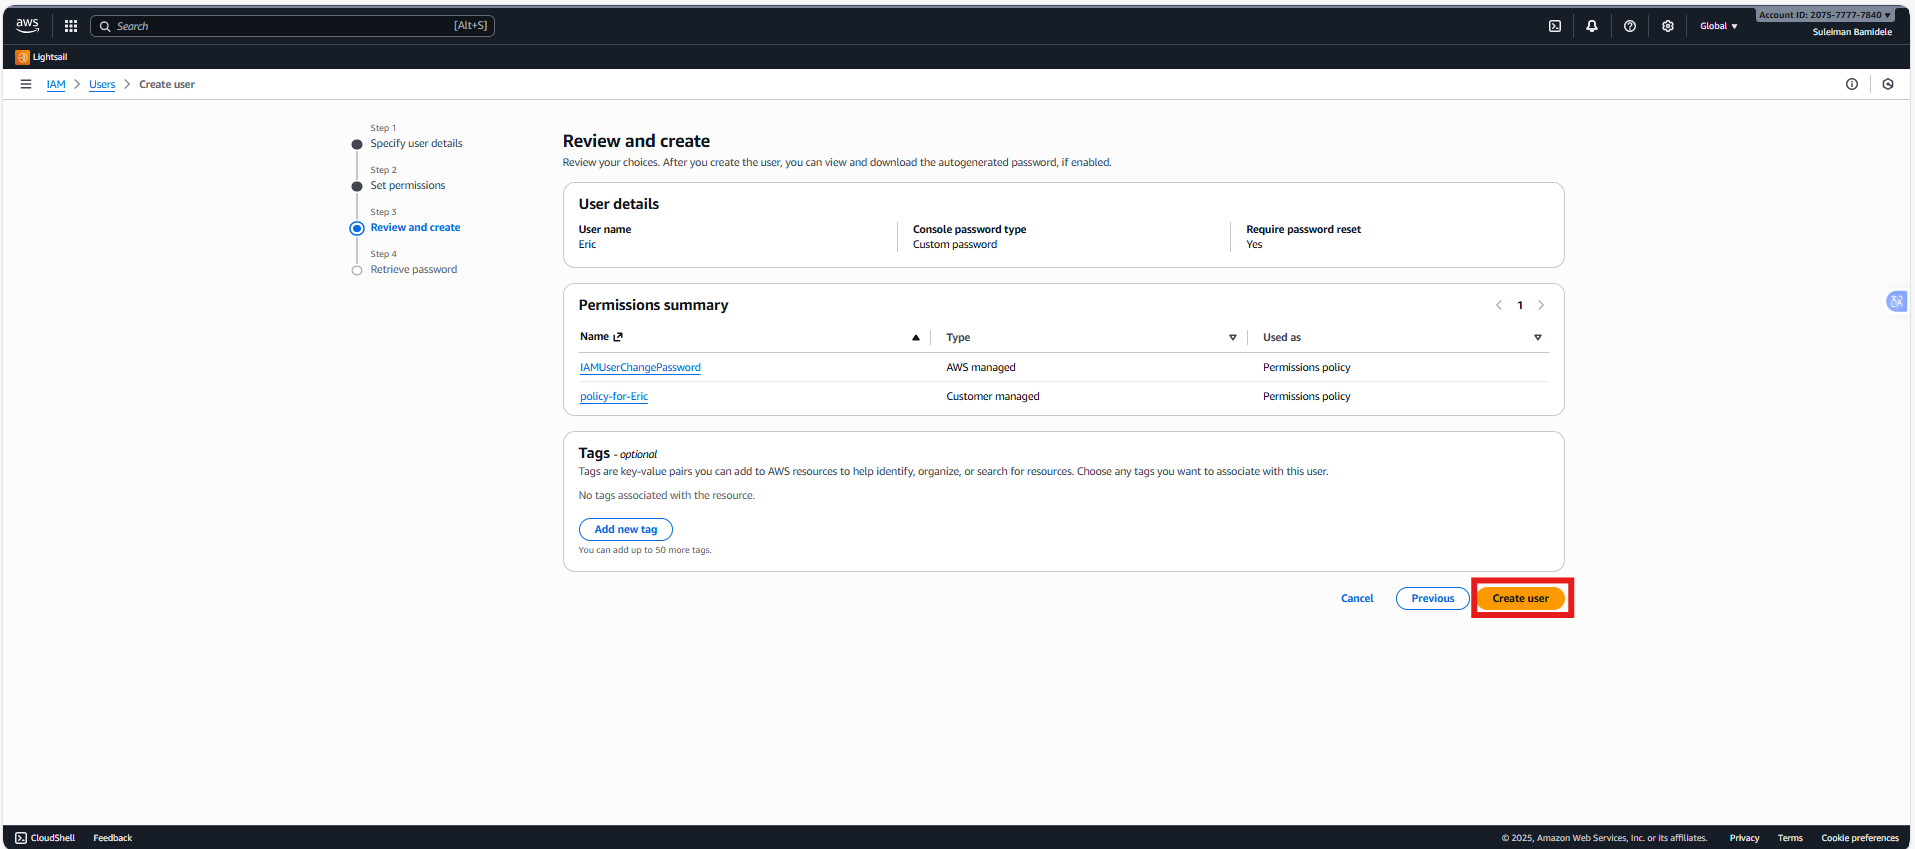 aws
Search [Alt+S]
Global
Account ID: 2075-7777-7840
Suleiman Bamidele
Lightsail
IAM > Users > Create user
Step 1
Specify user details
Step 2
Set permissions
Step 3
Review and create
Step 4
Retrieve password
Review and create
Review your choices. After you create the user, you can view and download the autogenerated password, if enabled.
User details
User name
Eric
Console password type
Custom password
Require password reset
Yes
Permissions summary
1
Name Type Used as
IAMUserChangePassword AWS managed Permissions policy
policy-for-Eric Customer managed Permissions policy
Tags - optional
Tags are key-value pairs you can add to AWS resources to help identify, organize, or search for resources. Choose any tags you want to associate with this user.
No tags associated with the resource.
Add new tag
You can add up to 50 more tags.
Cancel Previous Create user
CloudShell Feedback © 2025, Amazon Web Services, Inc. or its affiliates. Privacy Terms Cookie preferences